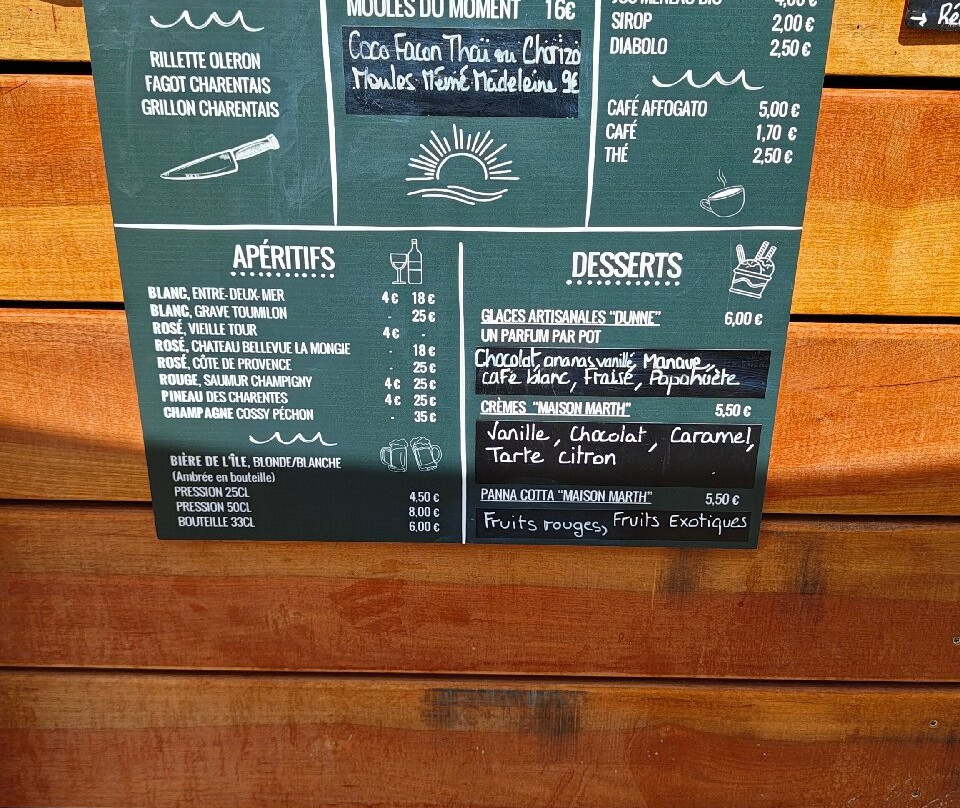 RILLETTE OLERON
FAGOT CHARENTAIS
GRILLON CHARENTAIS
MOULES DU MOMENT 16€
Coco Façon Thaï ou Chorizo
Moules Mémé Madeleine 9€
SIROP 2,00 €
DIABOLO 2,50 €
CAFÉ AFFOGATO 5,00 €
CAFÉ 1,70 €
THÉ 2,50 €
APÉRITIFS
BLANC, ENTRE-DEUX-MER 4€ 18€
BLANC, GRAVE TOUMILON - 25€
ROSÉ, VIEILLE TOUR 4€ -
ROSÉ, CHATEAU BELLEVUE LA MONGIE - 18€
ROSÉ, CÔTE DE PROVENCE - 25€
ROUGE, SAUMUR CHAMPIGNY 4€ 25€
PINEAU DES CHARENTES 4€ 25€
CHAMPAGNE COSSY PÉCHON - 35€
BIÈRE DE L'ÎLE, BLONDE/BLANCHE
(Ambrée en bouteille)
PRESSION 25CL 4,50 €
PRESSION 50CL 8,00 €
BOUTEILLE 33CL 6,00 €
DESSERTS
GLACES ARTISANALES "DUNNE" 6,00 €
UN PARFUM PAR POT
Chocolat, ananas, vanille, Mangue,
café blanc, Fraise, Papahuète
CRÈMES "MAISON MARTH" 5,50 €
Vanille, Chocolat, Caramel,
Tarte citron
PANNA COTTA "MAISON MARTH" 5,50 €
Fruits rouges, Fruits Exotiques